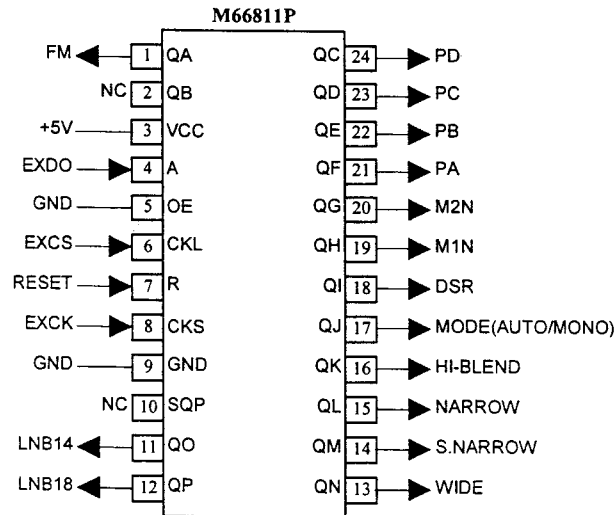 M66811P
FM 1 QA QC 24 PD
NC 2 QB QD 23 PC
+5V 3 VCC QE 22 PB
EXDO 4 A QF 21 PA
GND 5 OE QG 20 M2N
EXCS 6 CKL QH 19 M1N
RESET 7 R QI 18 DSR
EXCK 8 CKS QJ 17 MODE(AUTO/MONO)
GND 9 GND QK 16 HI-BLEND
NC 10 SQP QL 15 NARROW
LNB14 11 QO QM 14 S.NARROW
LNB18 12 QP QN 13 WIDE